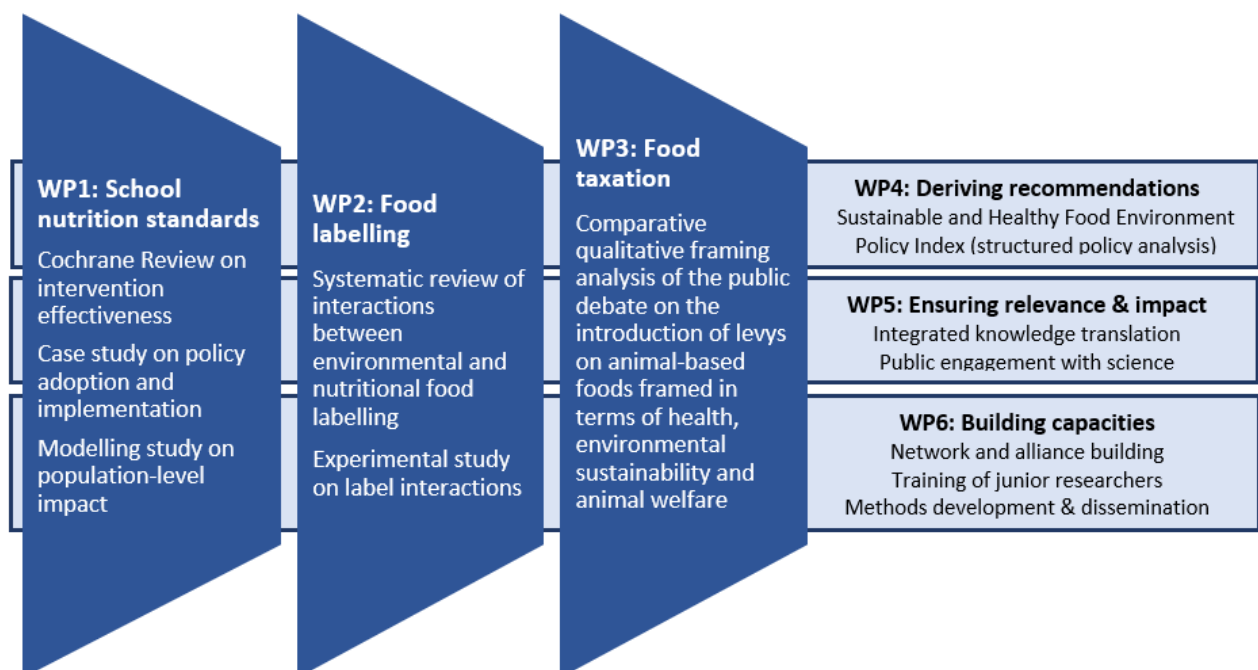 WP1: School
nutrition standards
Cochrane Review on
intervention
effectiveness
Case study on policy
adoption and
implementation
Modelling study on
population-level
impact
WP2: Food
labelling
Systematic review of
interactions
between
environmental and
nutritional food
labelling
Experimental study
on label interactions
WP3: Food
taxation
Comparative
qualitative framing
analysis of the public
debate on the
introduction of levys
on animal-based
foods framed in
terms of health,
environmental
sustainability and
animal welfare
WP4: Deriving recommendations
Sustainable and Healthy Food Environment
Policy Index (structured policy analysis)
WP5: Ensuring relevance & impact
Integrated knowledge translation
Public engagement with science
WP6: Building capacities
Network and alliance building
Training of junior researchers
Methods development & dissemination